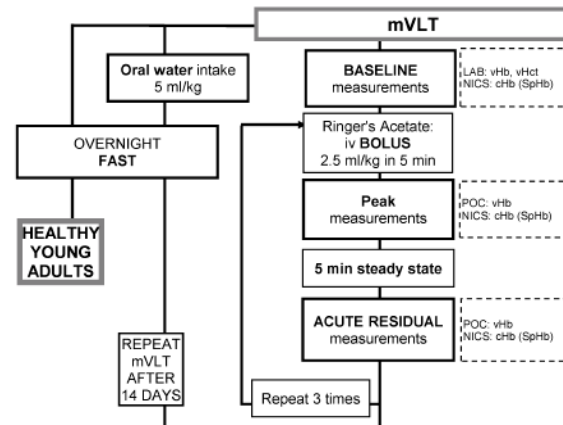 mVLT
Oral water intake
5 ml/kg
OVERNIGHT
FAST
HEALTHY
YOUNG
ADULTS
REPEAT
mVLT
AFTER
14 DAYS
BASELINE
measurements
LAB: vHb, vHct
NICS: cHb (SpHb)
Ringer's Acetate:
iv BOLUS
2.5 ml/kg in 5 min
Peak
measurements
POC: vHb
NICS: cHb (SpHb)
5 min steady state
ACUTE RESIDUAL
measurements
POC: vHb
NICS: cHb (SpHb)
Repeat 3 times